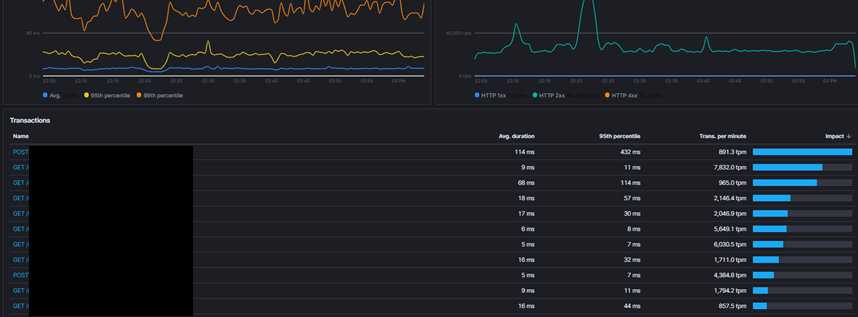 80 ms
0 ms
02:05 02:10 02:15 02:20 02:25 02:30 02:35 02:40 02:45 02:50 02:55 03 PM
Avg. 95th percentile 99th percentile
0 tpm
02:05 02:10 02:15 02:20 02:25 02:30 02:35 02:40 02:45 02:50 02:55 03 PM
HTTP 1xx HTTP 2xx HTTP 4xx
Transactions
Name Avg. duration 95th percentile Trans. per minute Impact
POST 114 ms 432 ms 891.3 tpm
GET / 9 ms 11 ms 7,832.0 tpm
GET / 68 ms 114 ms 965.0 tpm
GET / 18 ms 57 ms 2,146.4 tpm
GET / 17 ms 30 ms 2,046.9 tpm
GET / 6 ms 8 ms 5,649.1 tpm
GET / 5 ms 7 ms 6,030.5 tpm
GET / 16 ms 32 ms 1,711.0 tpm
POST 5 ms 7 ms 4,384.8 tpm
GET / 9 ms 11 ms 1,794.2 tpm
GET / 16 ms 44 ms 857.5 tpm